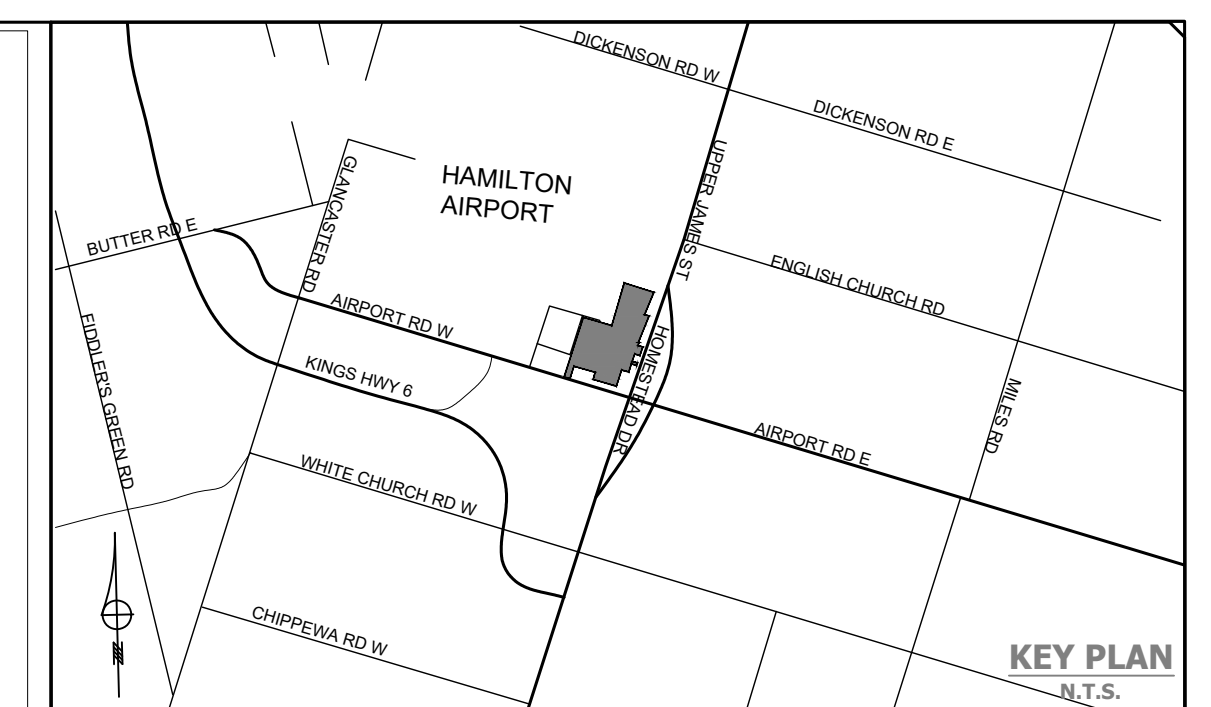 DICKENSON RD W
DICKENSON RD E
UPPER JAMES ST
GLANCASTER RD
HAMILTON
AIRPORT
BUTTER RD E
ENGLISH CHURCH RD
AIRPORT RD W
FIDDLER'S GREEN RD
HOMESTEAD DR
KINGS HWY 6
MILES RD
AIRPORT RD E
WHITE CHURCH RD W
CHIPPEWA RD W
N
KEY PLAN
N.T.S.